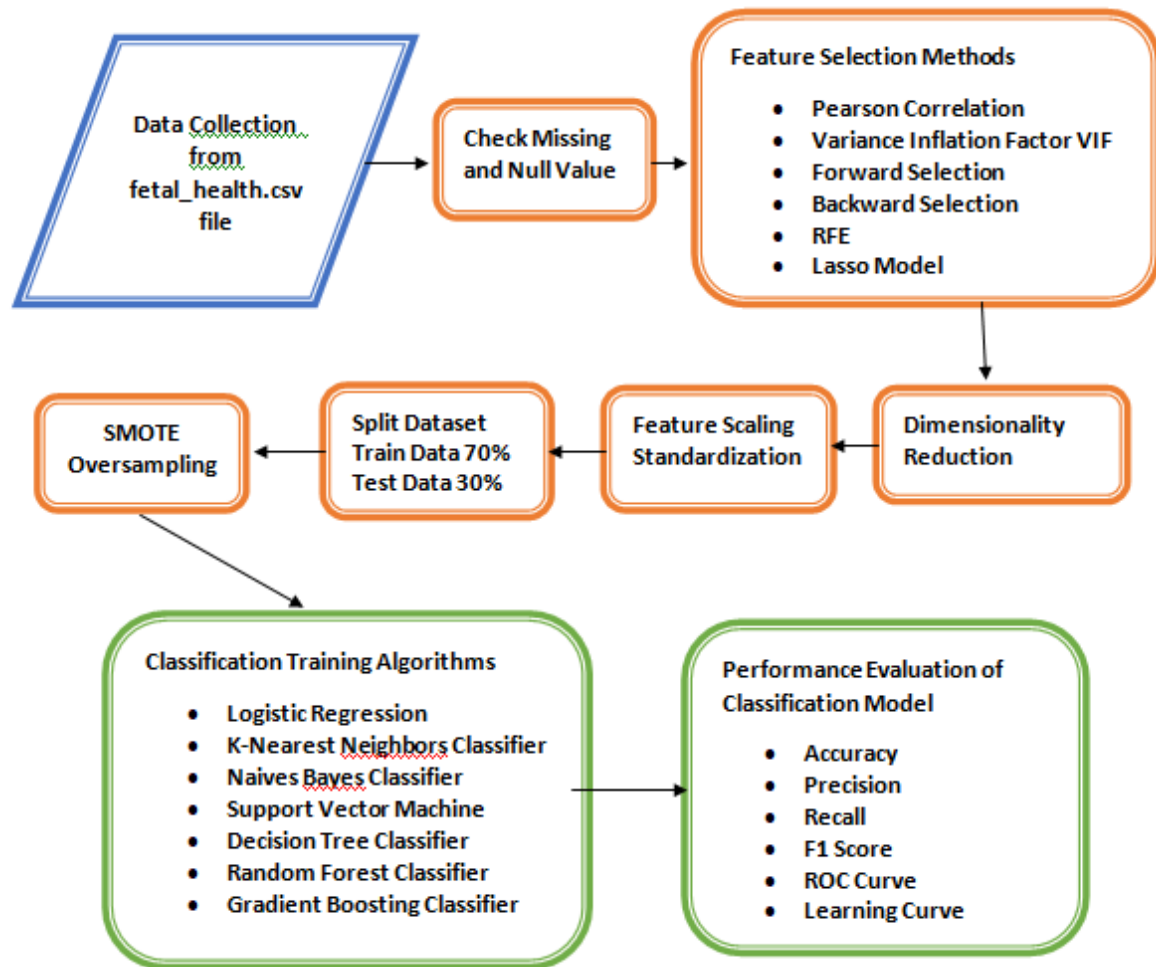 Data Collection
from
fetal_health.csv
file
Check Missing
and Null Value
Feature Selection Methods
• Pearson Correlation
• Variance Inflation Factor VIF
• Forward Selection
• Backward Selection
• RFE
• Lasso Model
Dimensionality
Reduction
Feature Scaling
Standardization
Split Dataset
Train Data 70%
Test Data 30%
SMOTE
Oversampling
Classification Training Algorithms
• Logistic Regression
• K-Nearest Neighbors Classifier
• Naives Bayes Classifier
• Support Vector Machine
• Decision Tree Classifier
• Random Forest Classifier
• Gradient Boosting Classifier
Performance Evaluation of
Classification Model
• Accuracy
• Precision
• Recall
• F1 Score
• ROC Curve
• Learning Curve